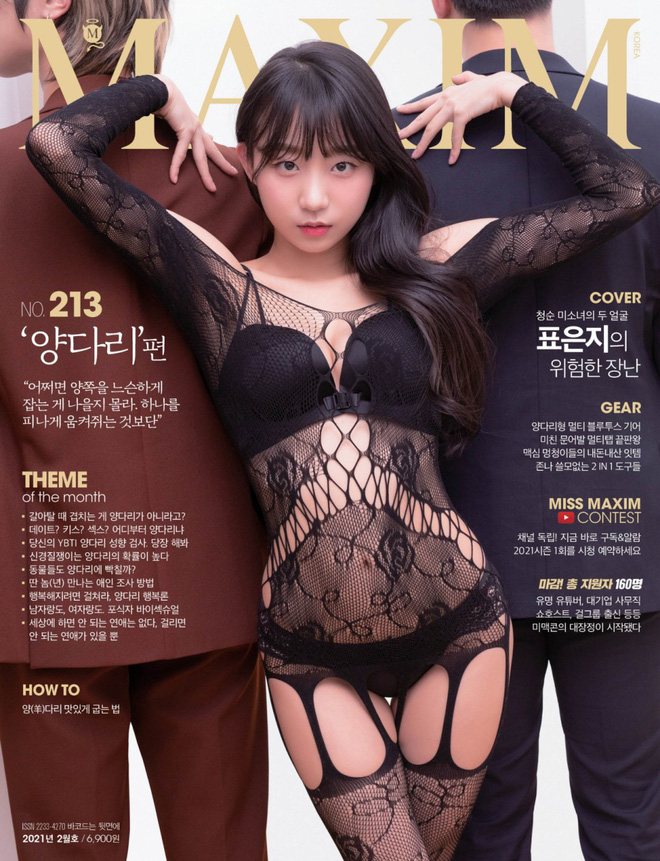 MAXIM
KOREA
M
NO. 213
‘양다리’편
“어쩌면 양쪽을 느슨하게
잡는 게 나을지 몰라. 하나를
피나게 움켜쥐는 것보단”
THEME
of the month
• 갈아탈 때 겹치는 게 양다리가 아니라고?
• 데이트? 키스? 섹스? 어디부터 양다리냐
• 당신의 YBTI 양다리 성향 검사 당장 해봐
• 신경질쟁이는 양다리의 확률이 높다
• 동물들도 양다리에 빡칠까?
• 딴 놈(년) 만나는 애인 조사 방법
• 행복해지려면 걸쳐라, 양다리 행복론
• 남자랑도, 여자랑도. 포식자 바이섹슈얼
• 세상에 하면 안 되는 연애는 없다, 걸리면
안 되는 연애가 있을 뿐
HOW TO
양(羊)다리 맛있게 굽는 법
ISSN 2233-4270 바코드는 뒷면에
2021년 2월호 / 6,900원
COVER
청순 미소녀의 두 얼굴
표은지의
위험한 장난
GEAR
양다리형 멀티 블루투스 기어
미친 문어발 멀티탭 끝판왕
맥심 멍청이들의 내돈내산 잇템
존나 쓸모없는 2 IN 1 도구들
MISS MAXIM
CONTEST
채널 독립! 지금 바로 구독&알람
2021시즌 1회를 시청 예약하세요
마감! 총 지원자 160명
유명 유튜버, 대기업 사무직
쇼호스트, 걸그룹 출신 등등
미맥콘의 대장정이 시작됐다